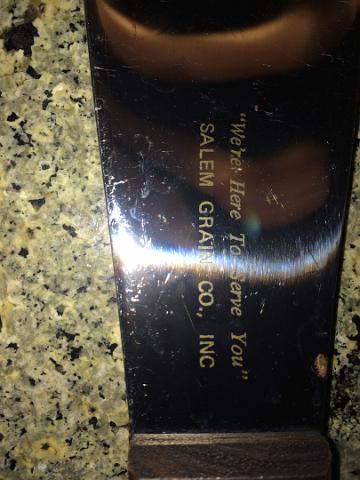 "We're Here To Serve You"
SALEM GRAIN CO., INC